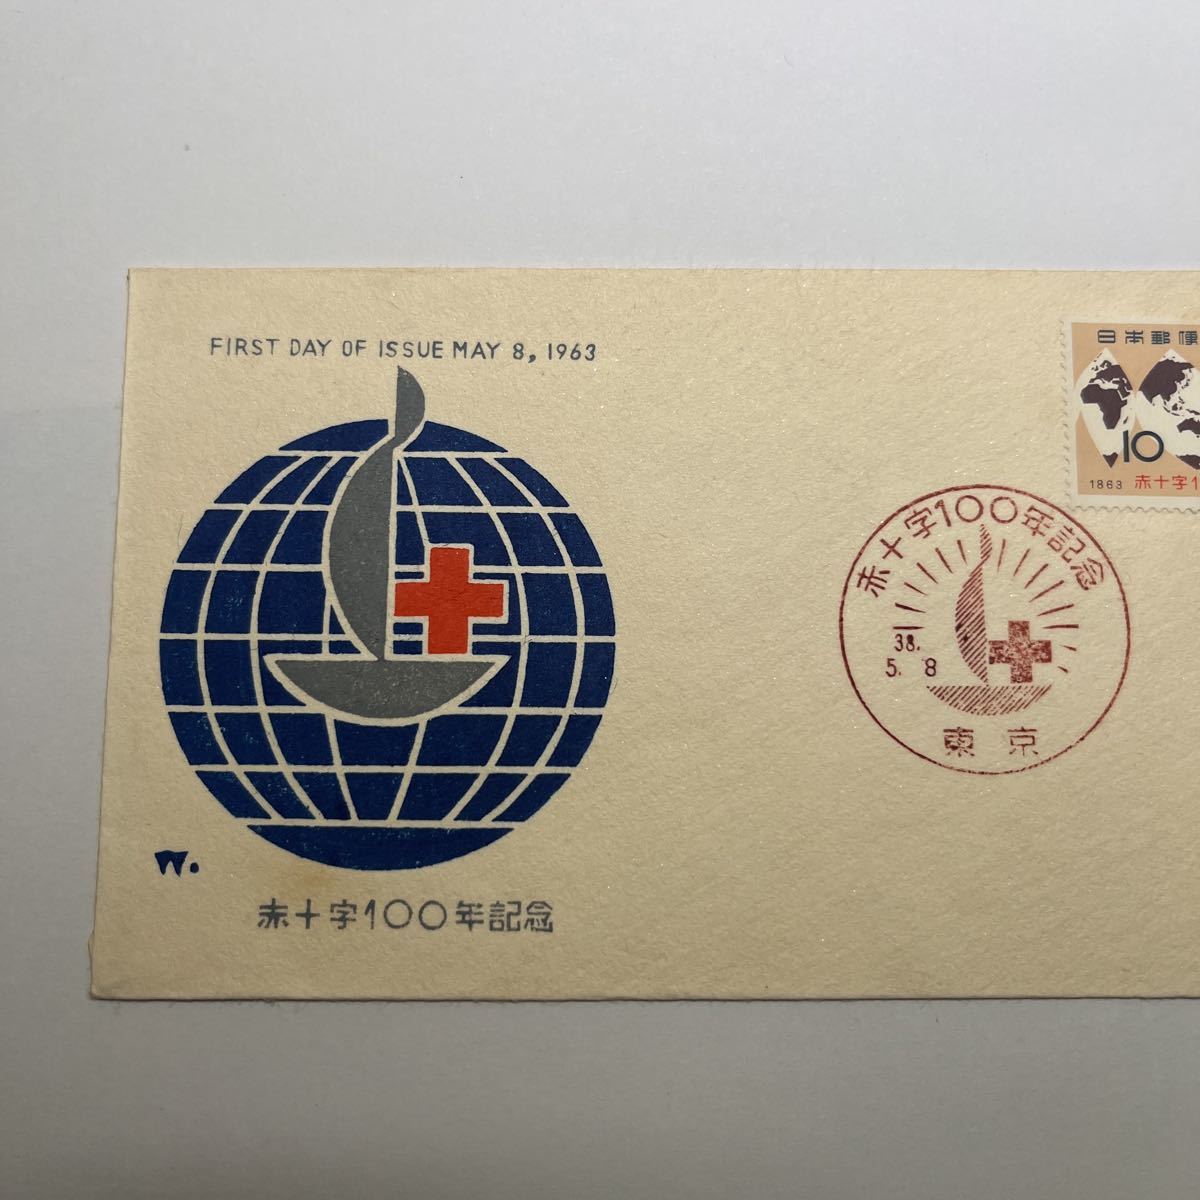 FIRST DAY OF ISSUE MAY 8, 1963
日本郵便
10
1863 赤十字1
赤十字100年記念
38.
5. 8
東京
W.
赤十字100年記念